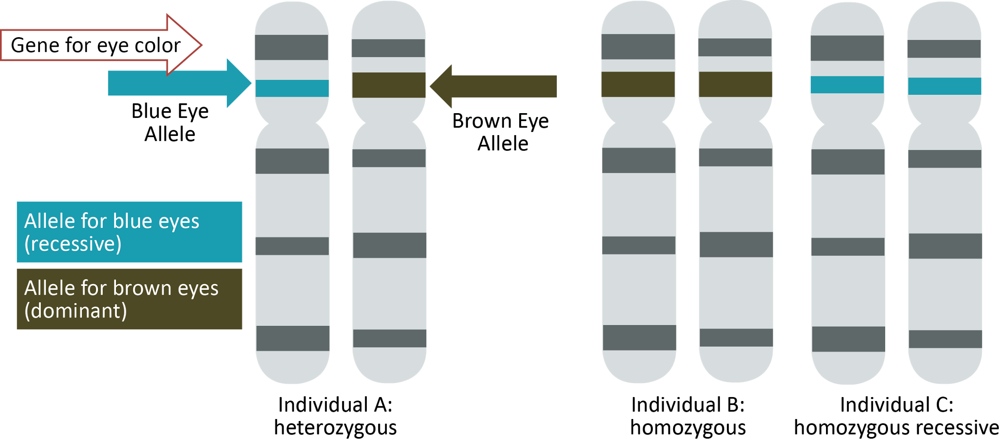 Gene for eye color
Blue Eye
Allele
Brown Eye
Allele
Allele for blue eyes
(recessive)
Allele for brown eyes
(dominant)
Individual A:
heterozygous
Individual B:
homozygous
Individual C:
homozygous recessive